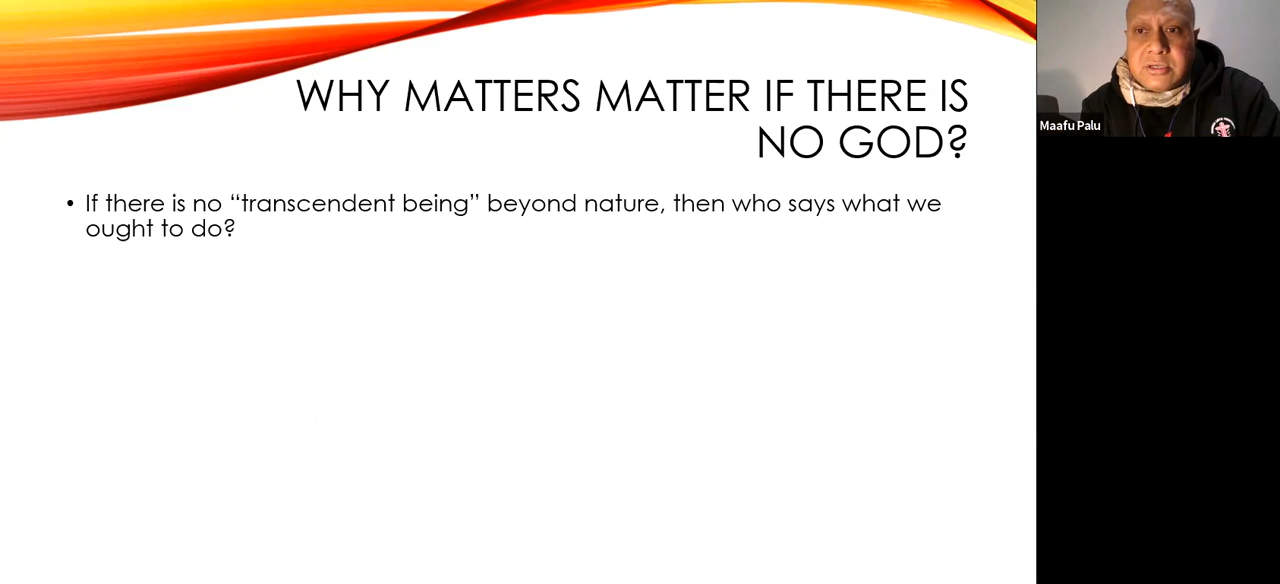 WHY MATTERS MATTER IF THERE IS
NO GOD?
• If there is no “transcendent being” beyond nature, then who says what we
ought to do?
Maafu Palu